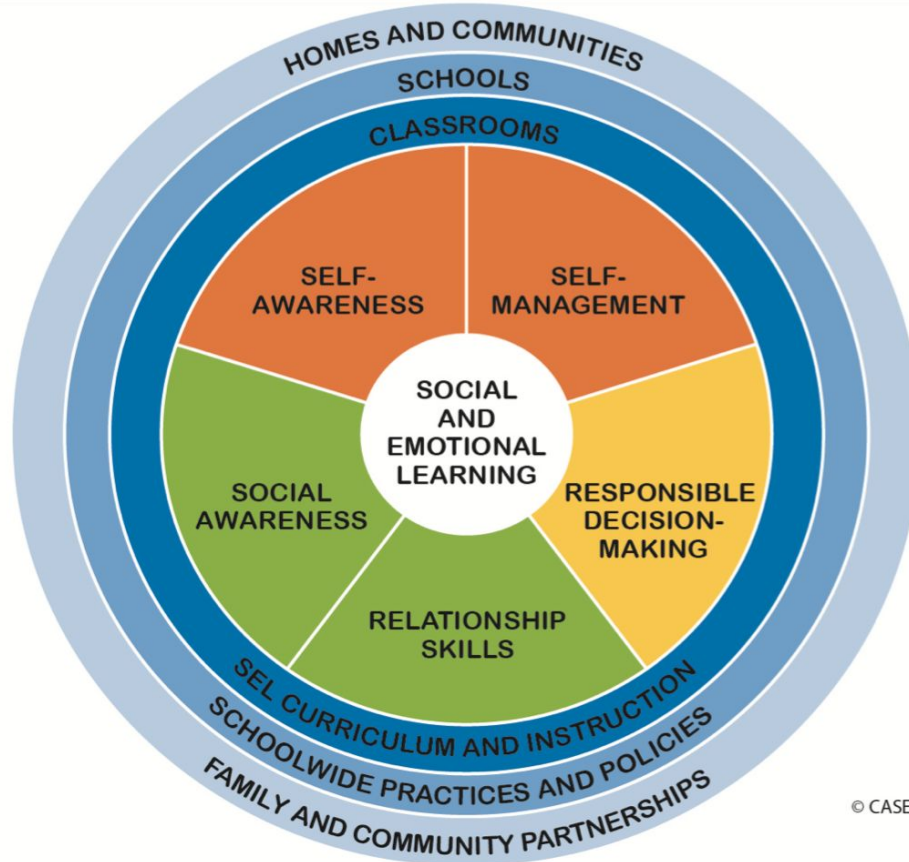 HOMES AND COMMUNITIES
SCHOOLS
CLASSROOMS
SELF-
AWARENESS
SELF-
MANAGEMENT
SOCIAL
AND
EMOTIONAL
LEARNING
SOCIAL
AWARENESS
RESPONSIBLE
DECISION-
MAKING
RELATIONSHIP
SKILLS
SEL CURRICULUM AND INSTRUCTION
SCHOOLWIDE PRACTICES AND POLICIES
FAMILY AND COMMUNITY PARTNERSHIPS
© CASE